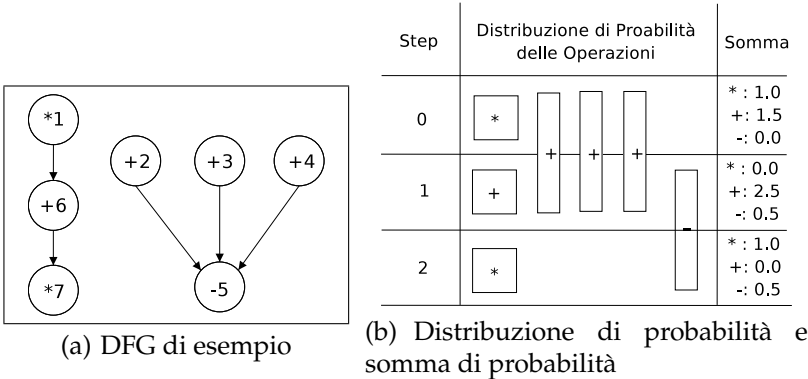 *1
+2 +3 +4
+6
*7 -5
(a) DFG di esempio
Step Distribuzione di Proabilità delle Operazioni Somma
0 * + + + * : 1.0
+: 1.5
-: 0.0
1 + - * : 0.0
+: 2.5
-: 0.5
2 * * : 1.0
+: 0.0
-: 0.5
(b) Distribuzione di probabilità e
somma di probabilità